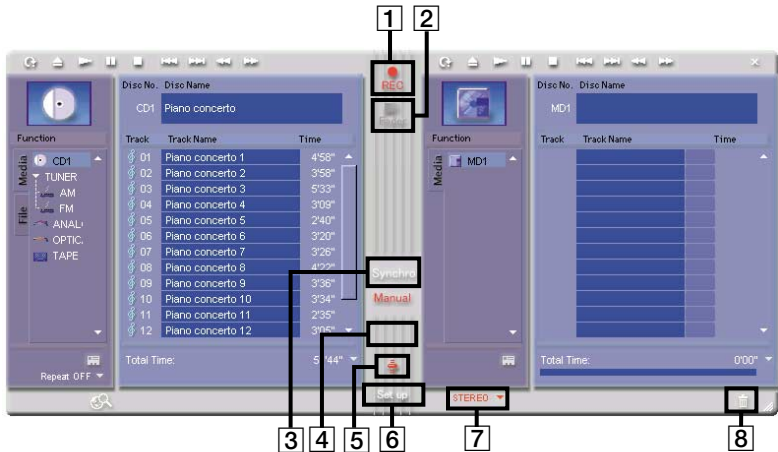 1 2
REC
Disc No. Disc Name
CD1 Piano concerto
Function
Media
File
CD1
TUNER
AM
FM
OPTIC.
TAPE
Repeat OFF
Track Track Name Time
01 Piano concerto 1 4'58"
02 Piano concerto 2 3'58"
03 Piano concerto 3 5'33"
04 Piano concerto 4 3'09"
05 Piano concerto 5 2'40"
06 Piano concerto 6 3'20"
07 Piano concerto 7 3'26"
08 Piano concerto 8 4'22"
09 Piano concerto 9 3'36"
10 Piano concerto 10 3'34"
11 Piano concerto 11 2'35"
12 Piano concerto 12 3'05"
Total Time:
Synchro
Manual
Set up
Function
Media
MD1
Disc No. Disc Name
MD1
Track Track Name Time
Total Time: 0'00"
STEREO
3 4 5 6 7 8